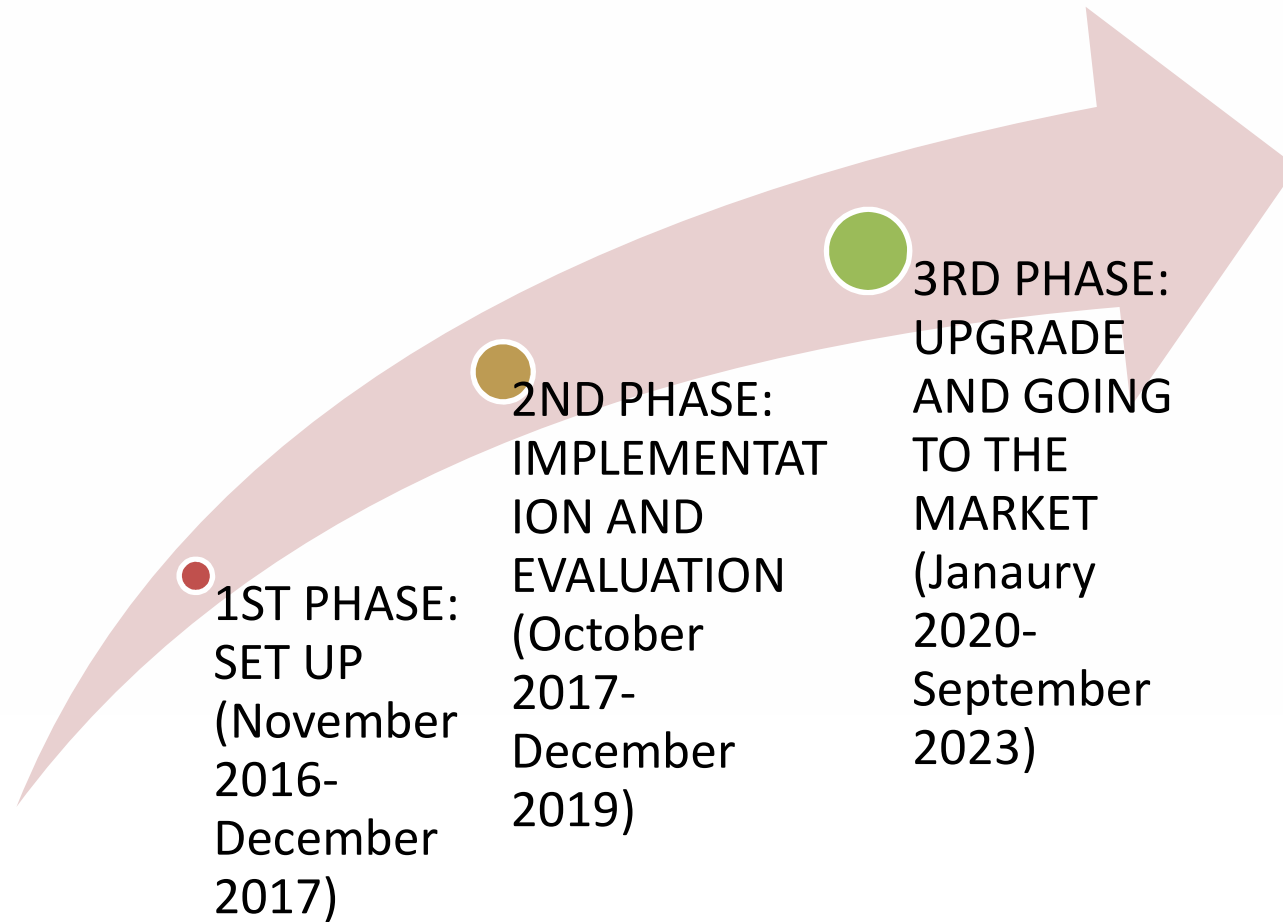 1ST PHASE:
SET UP
(November
2016-
December
2017)
2ND PHASE:
IMPLEMENTAT
ION AND
EVALUATION
(October
2017-
December
2019)
3RD PHASE:
UPGRADE
AND GOING
TO THE
MARKET
(Janaury
2020-
September
2023)